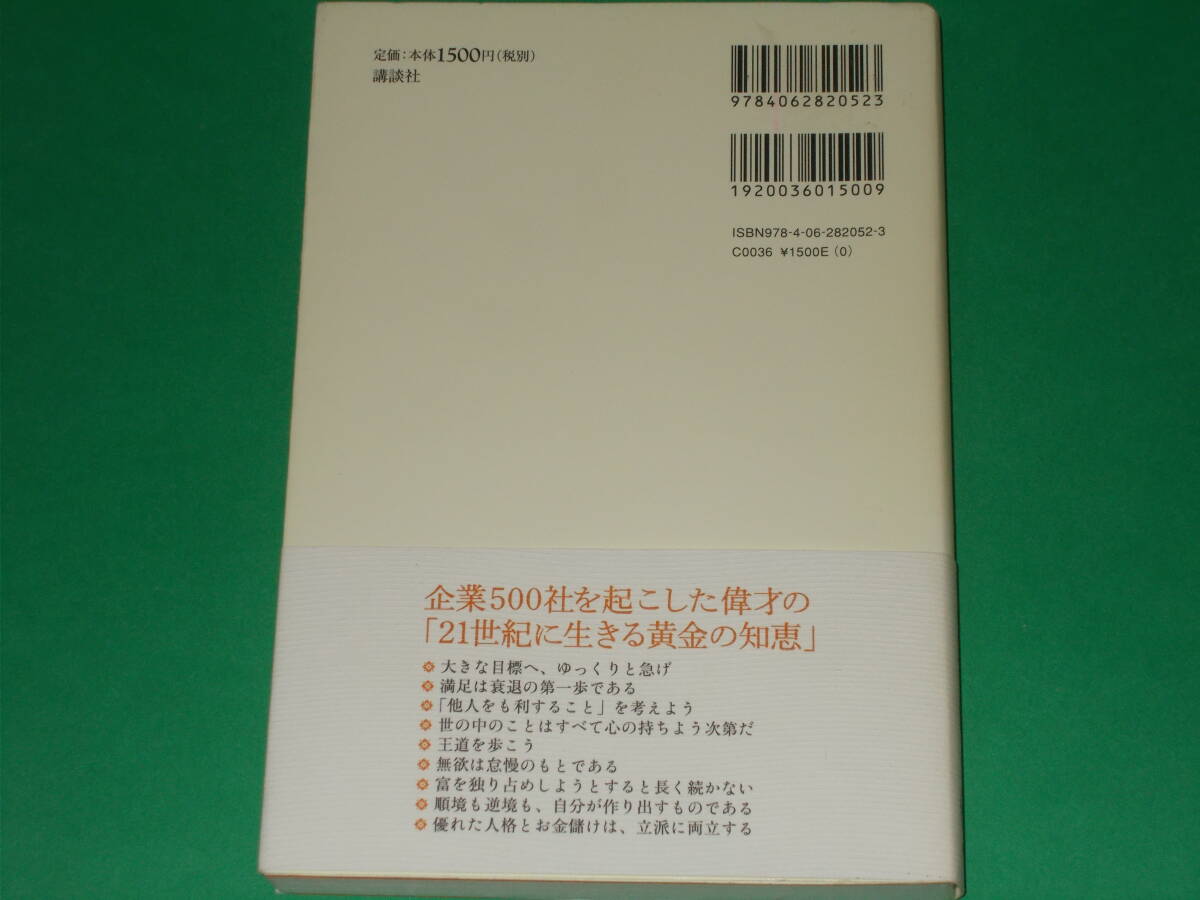 定価：本体1500円（税別）
講談社
9784062820523
1920036015009
ISBN978-4-06-282052-3
C0036 ¥1500E (0)
企業500社を起こした偉才の
「21世紀に生きる黄金の知恵」
大きな目標へ、ゆっくりと急げ
満足は衰退の第一歩である
「他人をも利すること」を考えよう
世の中のことはすべて心の持ちよう次第だ
王道を歩こう
無欲は怠慢のもとである
富を独り占めしようとすると長く続かない
順境も逆境も、自分が作り出すものである
優れた人格とお金儲けは、立派に両立する